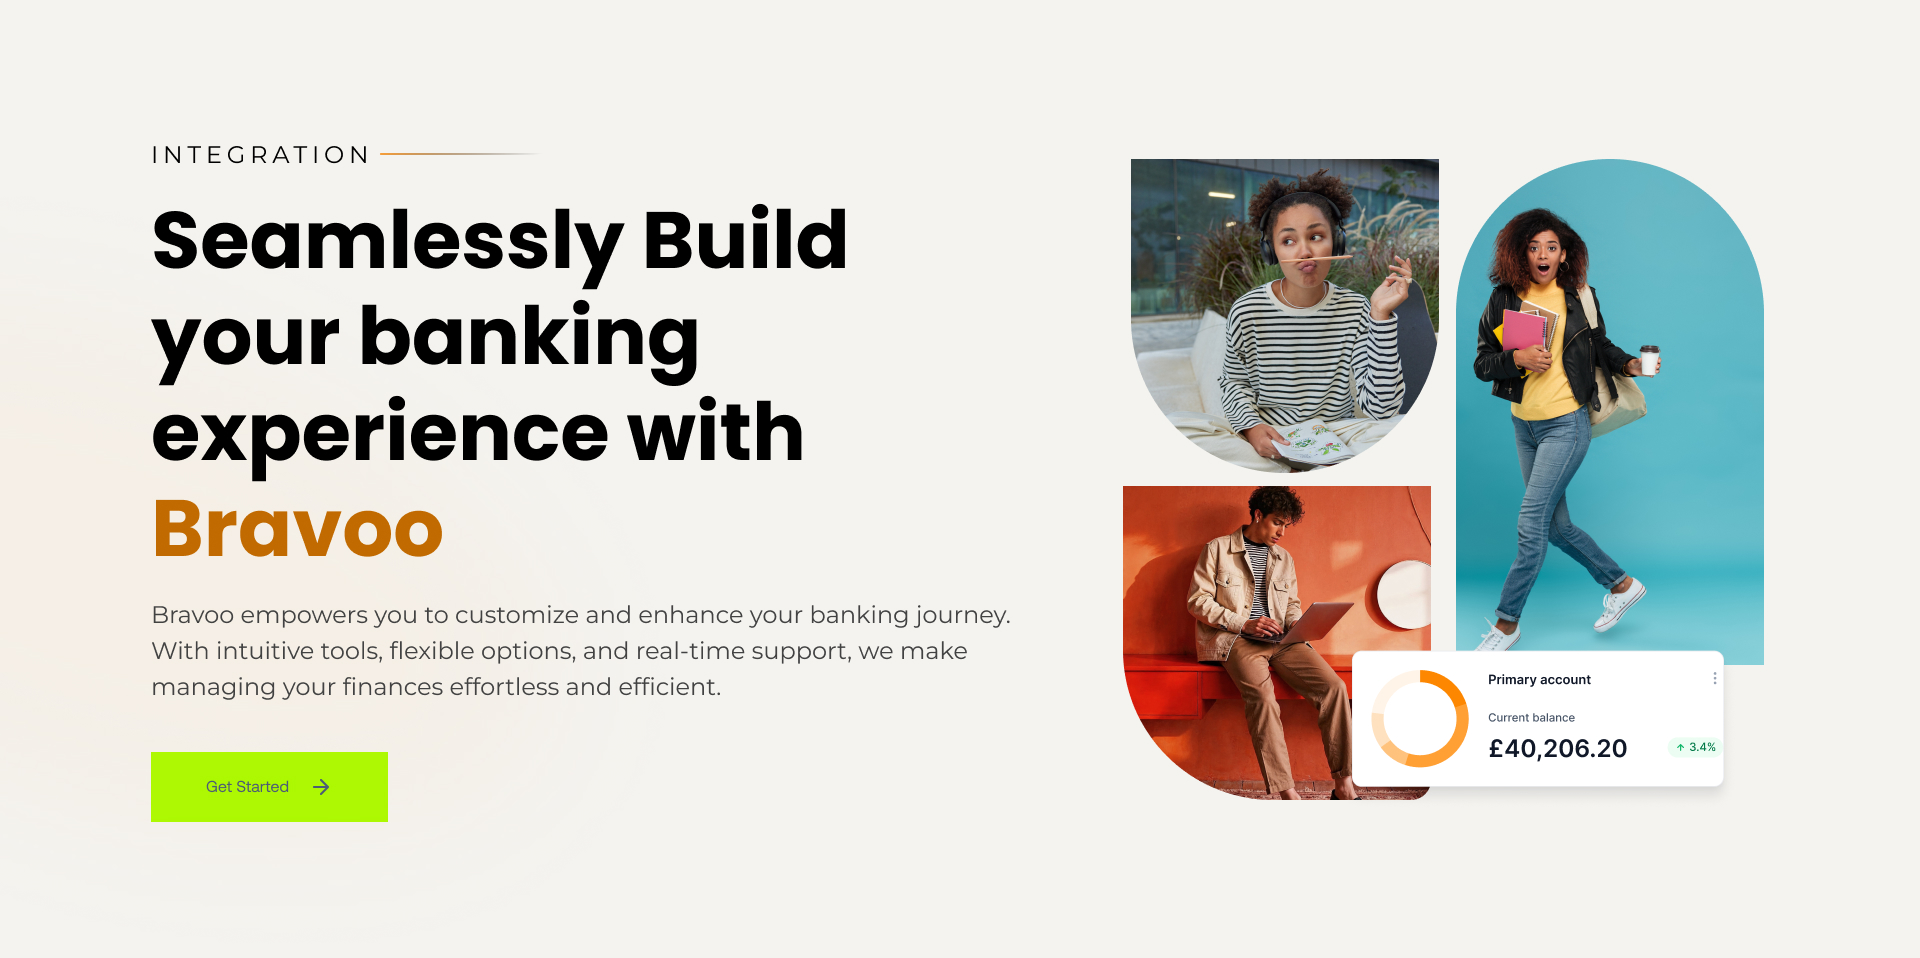 INTEGRATION
Seamlessly Build
your banking
experience with
Bravoo
Bravoo empowers you to customize and enhance your banking journey.
With intuitive tools, flexible options, and real-time support, we make
managing your finances effortless and efficient.
Get Started
Primary account
Current balance
£40,206.20
3.4%